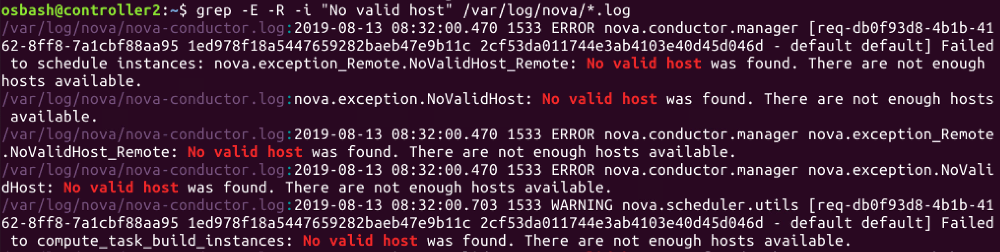 osbash@controller2:~$ grep -E -R -i "No valid host" /var/log/nova/*.log
/var/log/nova/nova-conductor.log:2019-08-13 08:32:00.470 1533 ERROR nova.conductor.manager [req-db0f93d8-4b1b-41
62-8ff8-7a1cbf88aa95 1ed978f18a5447659282baeb47e9b11c 2cf53da011744e3ab4103e40d45d046d - default default] Failed
 to schedule instances: nova.exception_Remote.NoValidHost_Remote: No valid host was found. There are not enough
hosts available.
/var/log/nova/nova-conductor.log:nova.exception.NoValidHost: No valid host was found. There are not enough hosts
 available.
/var/log/nova/nova-conductor.log:2019-08-13 08:32:00.470 1533 ERROR nova.conductor.manager nova.exception_Remote
.NoValidHost_Remote: No valid host was found. There are not enough hosts available.
/var/log/nova/nova-conductor.log:2019-08-13 08:32:00.470 1533 ERROR nova.conductor.manager nova.exception.NoVali
dHost: No valid host was found. There are not enough hosts available.
/var/log/nova/nova-conductor.log:2019-08-13 08:32:00.703 1533 WARNING nova.scheduler.utils [req-db0f93d8-4b1b-41
62-8ff8-7a1cbf88aa95 1ed978f18a5447659282baeb47e9b11c 2cf53da011744e3ab4103e40d45d046d - default default] Failed
 to compute_task_build_instances: No valid host was found. There are not enough hosts available.